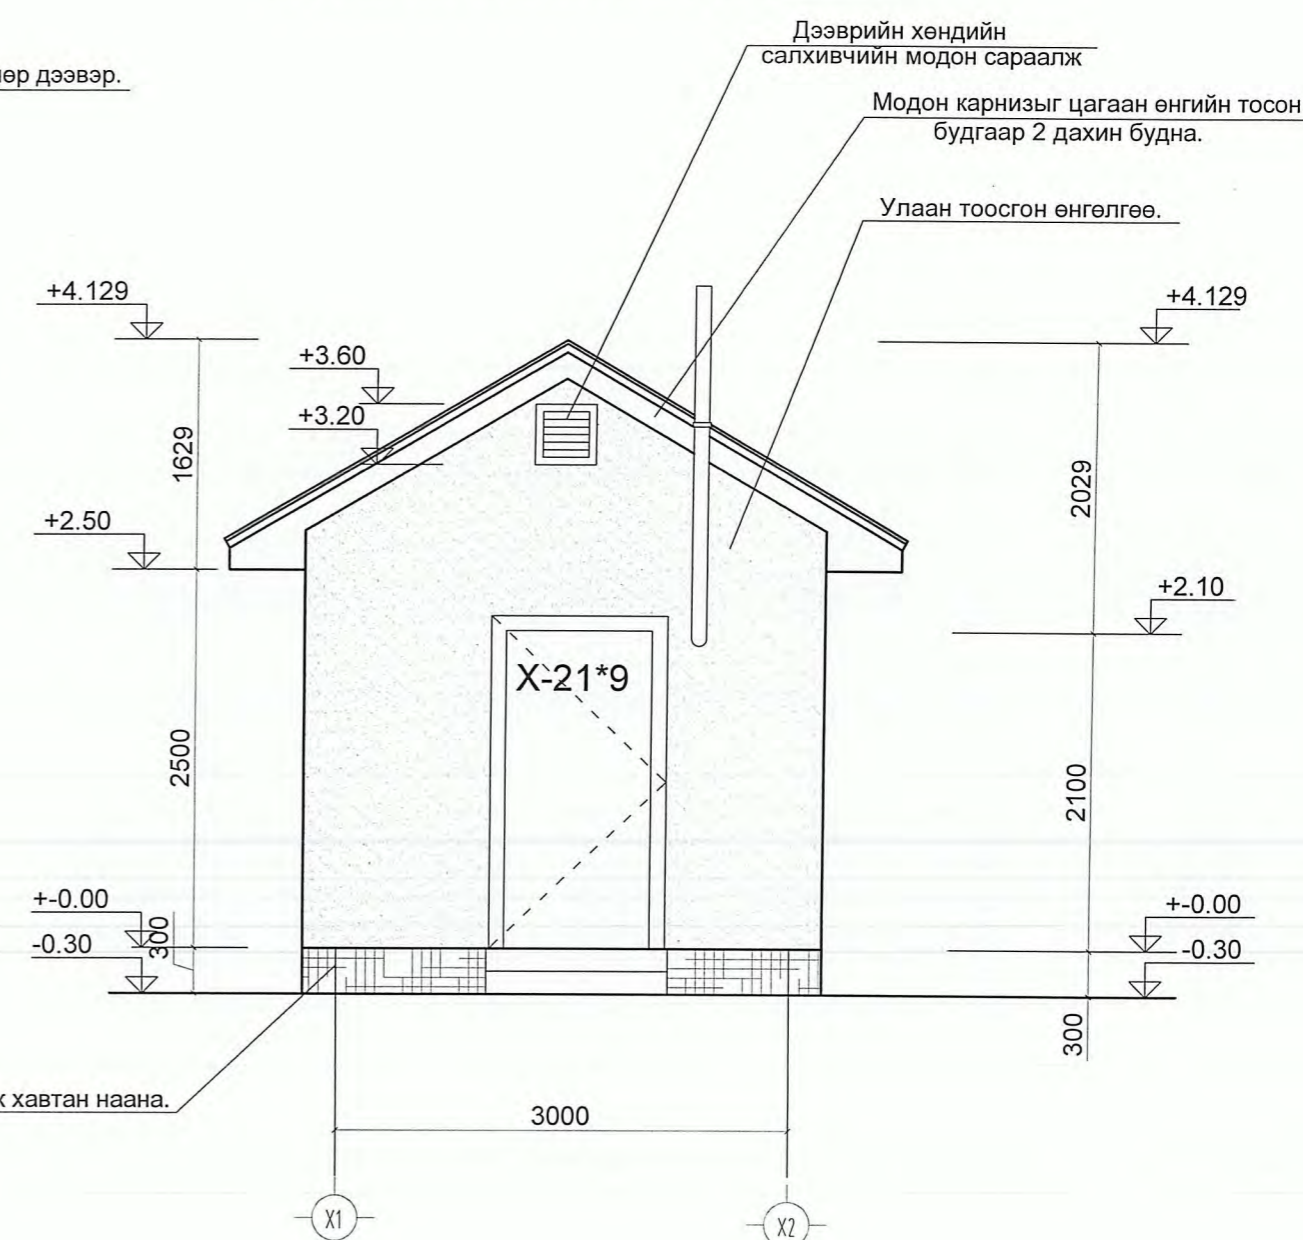 Дээврийн хөндийн
салхивчийн модон сараалж
дээвэр.
Модон карнизыг цагаан өнгийн тосон
будгаар 2 дахин будна.
Улаан тоосгон өнгөлгөө.
+4.129
+4.129
+3.60
+3.20
1629
2029
+2.50
+2.10
X-21*9
2500
2100
+-0.00
-0.30
300
+-0.00
-0.30
300
хавтан наана.
3000
X1
X2